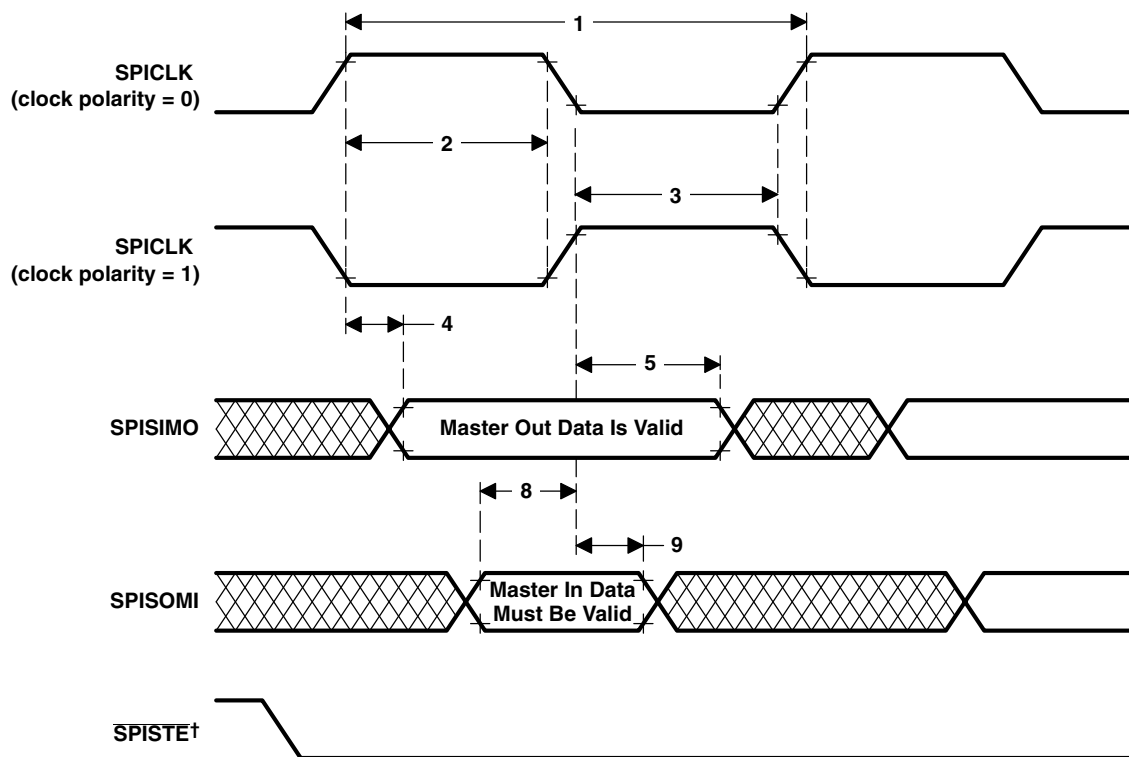 1
SPICLK
(clock polarity = 0)
2
3
SPICLK
(clock polarity = 1)
4
5
SPISIMO
Master Out Data Is Valid
8
9
SPISOMI
Master In Data
Must Be Valid
SPISTE†